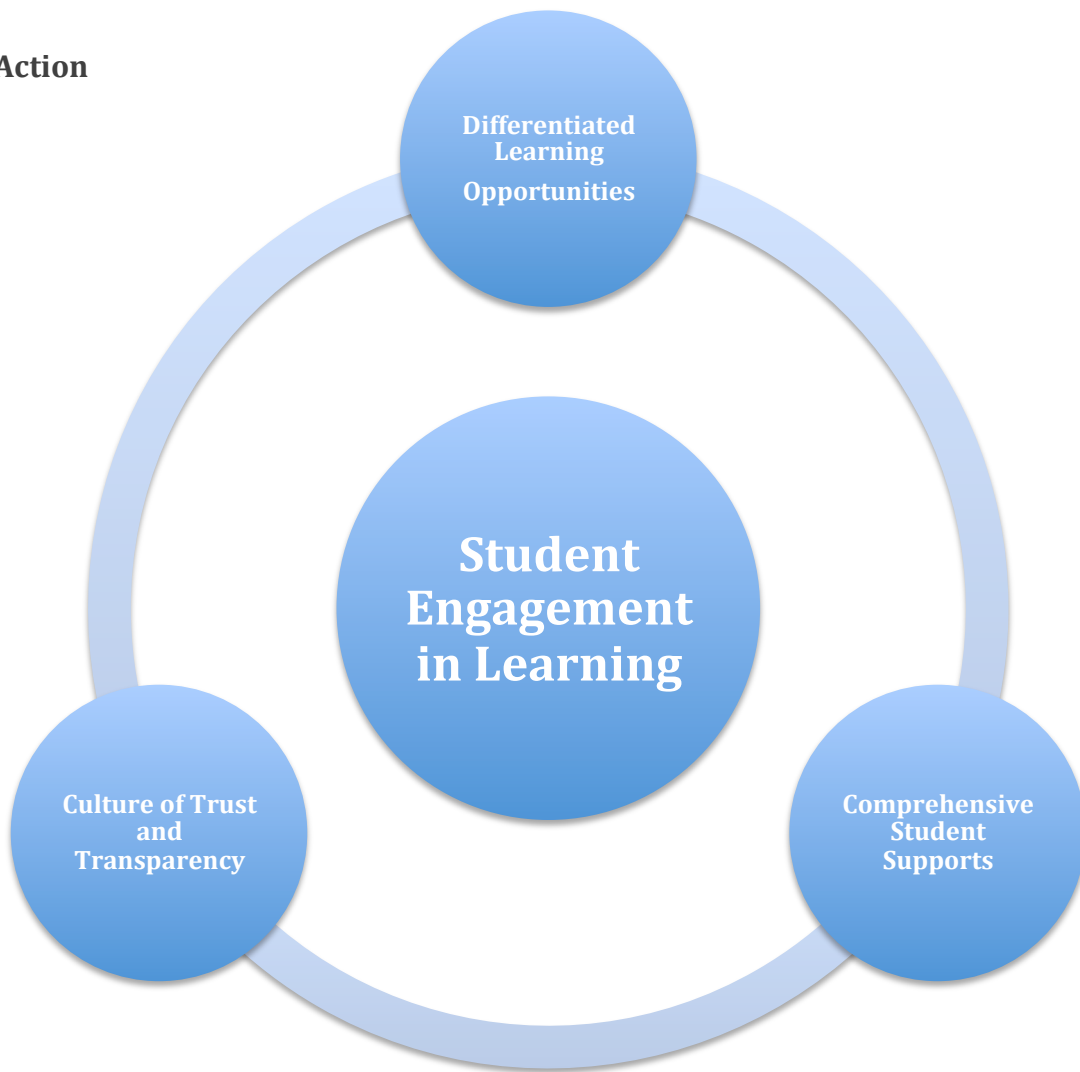 Action
Differentiated
Learning
Opportunities
Student
Engagement
in Learning
Culture of Trust
and
Transparency
Comprehensive
Student
Supports